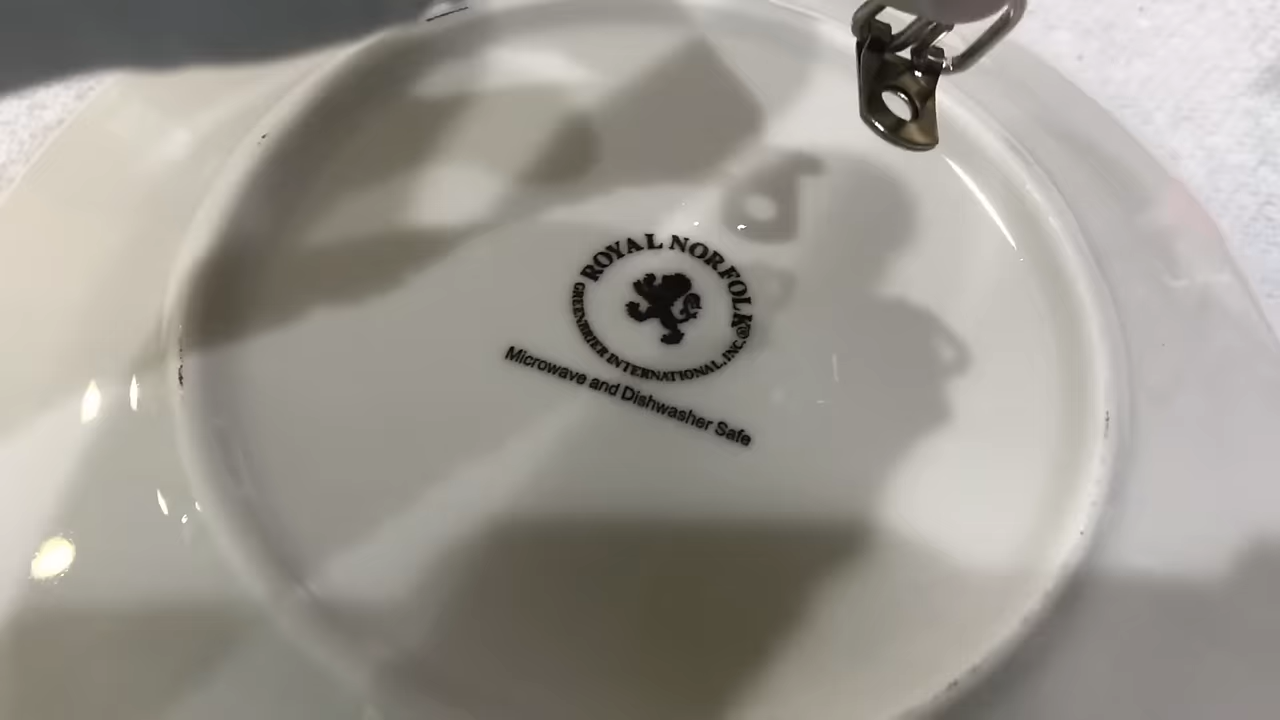 ROYAL NORFOLK®
GREENBRIER INTERNATIONAL, INC.
Microwave and Dishwasher Safe